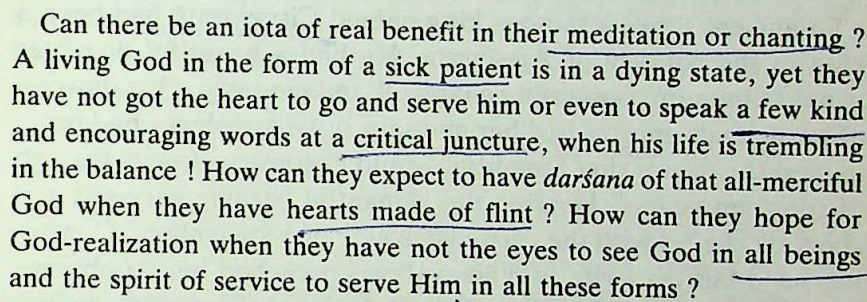 Can there be an iota of real benefit in their meditation or chanting ?
A living God in the form of a sick patient is in a dying state, yet they
have not got the heart to go and serve him or even to speak a few kind
and encouraging words at a critical juncture, when his life is trembling
in the balance ! How can they expect to have darśana of that all-merciful
God when they have hearts made of flint ? How can they hope for
God-realization when they have not the eyes to see God in all beings
and the spirit of service to serve Him in all these forms ?